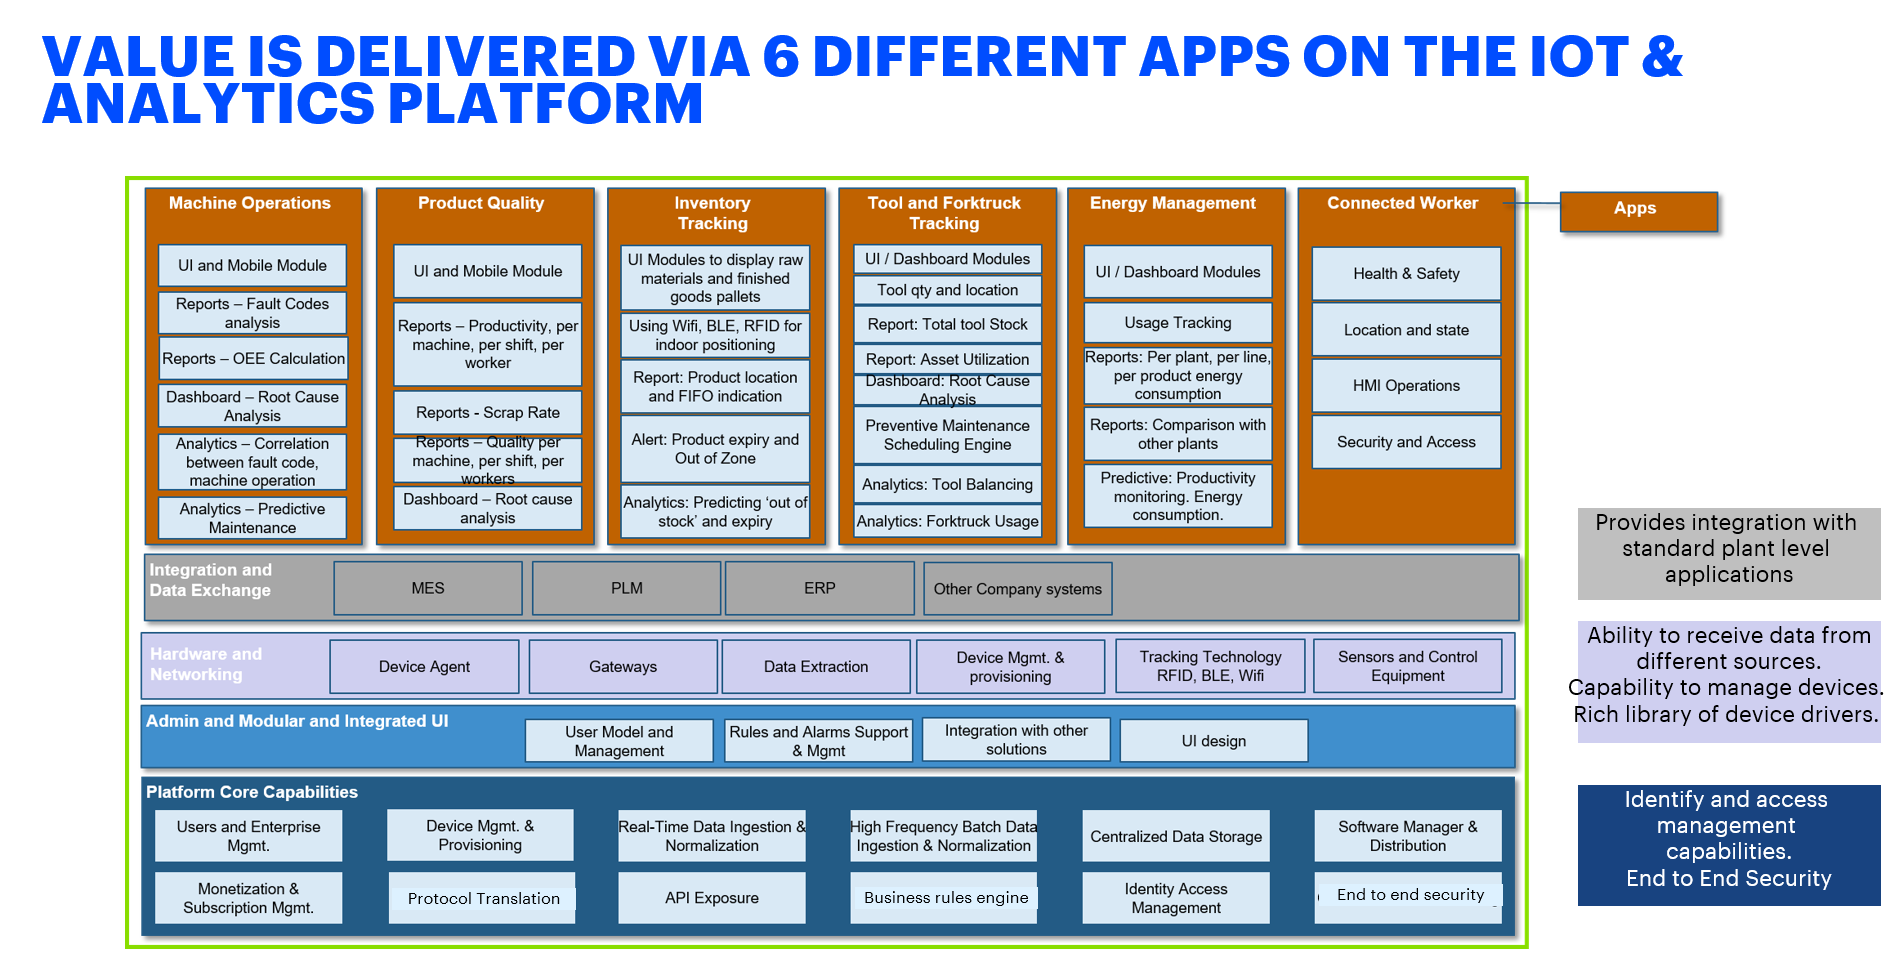 VALUE IS DELIVERED VIA 6 DIFFERENT APPS ON THE IOT &
ANALYTICS PLATFORM
Machine Operations
UI and Mobile Module
Reports – Fault Codes
analysis
Reports – OEE Calculation
Dashboard – Root Cause
Analysis
Analytics – Correlation
between fault code,
machine operation
Analytics – Predictive
Maintenance
Product Quality
UI and Mobile Module
Reports – Productivity, per
machine, per shift, per
worker
Reports - Scrap Rate
Reports – Quality per
machine, per shift, per
workers
Dashboard – Root cause
analysis
Inventory
Tracking
UI Modules to display raw
materials and finished
goods pallets
Using Wifi, BLE, RFID for
indoor positioning
Report: Product location
and FIFO indication
Alert: Product expiry and
Out of Zone
Analytics: Predicting ‘out of
stock’ and expiry
Tool and Forktruck
Tracking
UI / Dashboard Modules
Tool qty and location
Report: Total tool Stock
Report: Asset Utilization
Dashboard: Root Cause
Analysis
Preventive Maintenance
Scheduling Engine
Analytics: Tool Balancing
Analytics: Forktruck Usage
Energy Management
UI / Dashboard Modules
Usage Tracking
Reports: Per plant, per line,
per product energy
consumption
Reports: Comparison with
other plants
Predictive: Productivity
monitoring. Energy
consumption.
Connected Worker
Health & Safety
Location and state
HMI Operations
Security and Access
Apps
Integration and
Data Exchange
MES
PLM
ERP
Other Company systems
Provides integration with
standard plant level
applications
Hardware and
Networking
Device Agent
Gateways
Data Extraction
Device Mgmt. &
provisioning
Tracking Technology
RFID, BLE, Wifi
Sensors and Control
Equipment
Ability to receive data from
different sources.
Capability to manage devices.
Rich library of device drivers.
Admin and Modular and Integrated UI
User Model and
Management
Rules and Alarms Support
& Mgmt
Integration with other
solutions
UI design
Platform Core Capabilities
Users and Enterprise
Mgmt.
Device Mgmt. &
Provisioning
Real-Time Data Ingestion &
Normalization
High Frequency Batch Data
Ingestion & Normalization
Centralized Data Storage
Software Manager &
Distribution
Monetization &
Subscription Mgmt.
Protocol Translation
API Exposure
Business rules engine
Identity Access
Management
End to end security
Identify and access
management
capabilities.
End to End Security